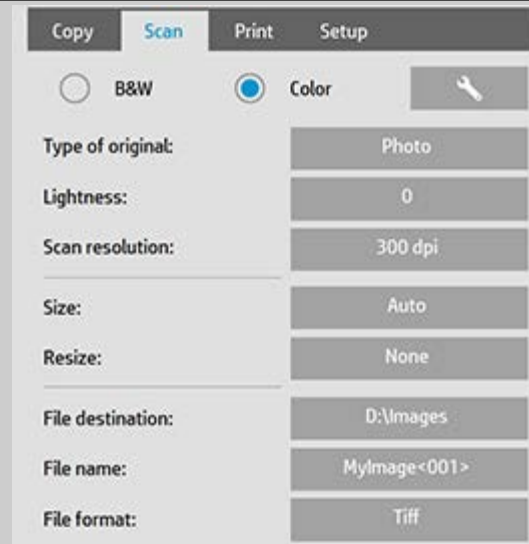 Copy Scan Print Setup
B&W Color
Type of original: Photo
Lightness: 0
Scan resolution: 300 dpi
Size: Auto
Resize: None
File destination: D:\Images
File name: MyImage<001>
File format: Tiff